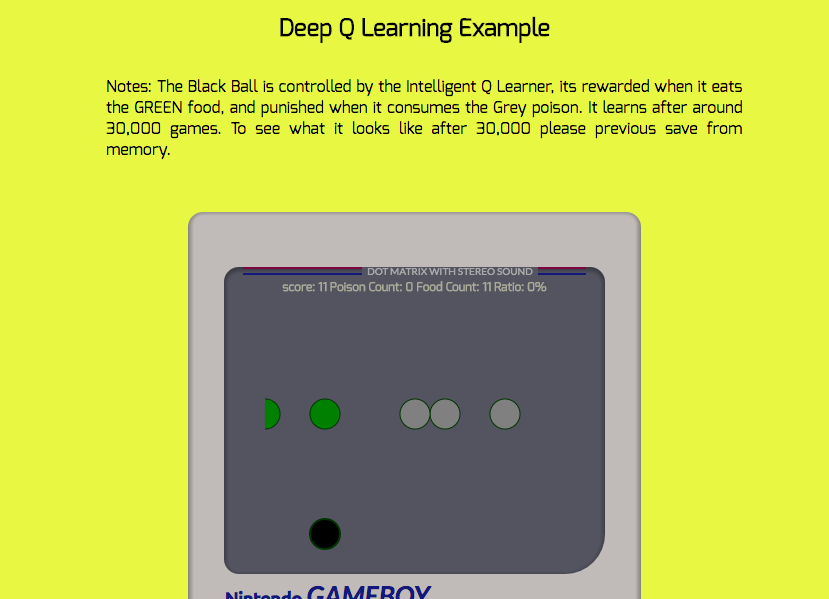 Deep Q Learning Example
Notes: The Black Ball is controlled by the Intelligent Q Learner, its rewarded when it eats
the GREEN food, and punished when it consumes the Grey poison. It learns after around
30,000 games. To see what it looks like after 30,000 please previous save from
memory.
DOT MATRIX WITH STEREO SOUND
score: 11 Poison Count: 0 Food Count: 11 Ratio: 0%
Nintendo GAMEBOY